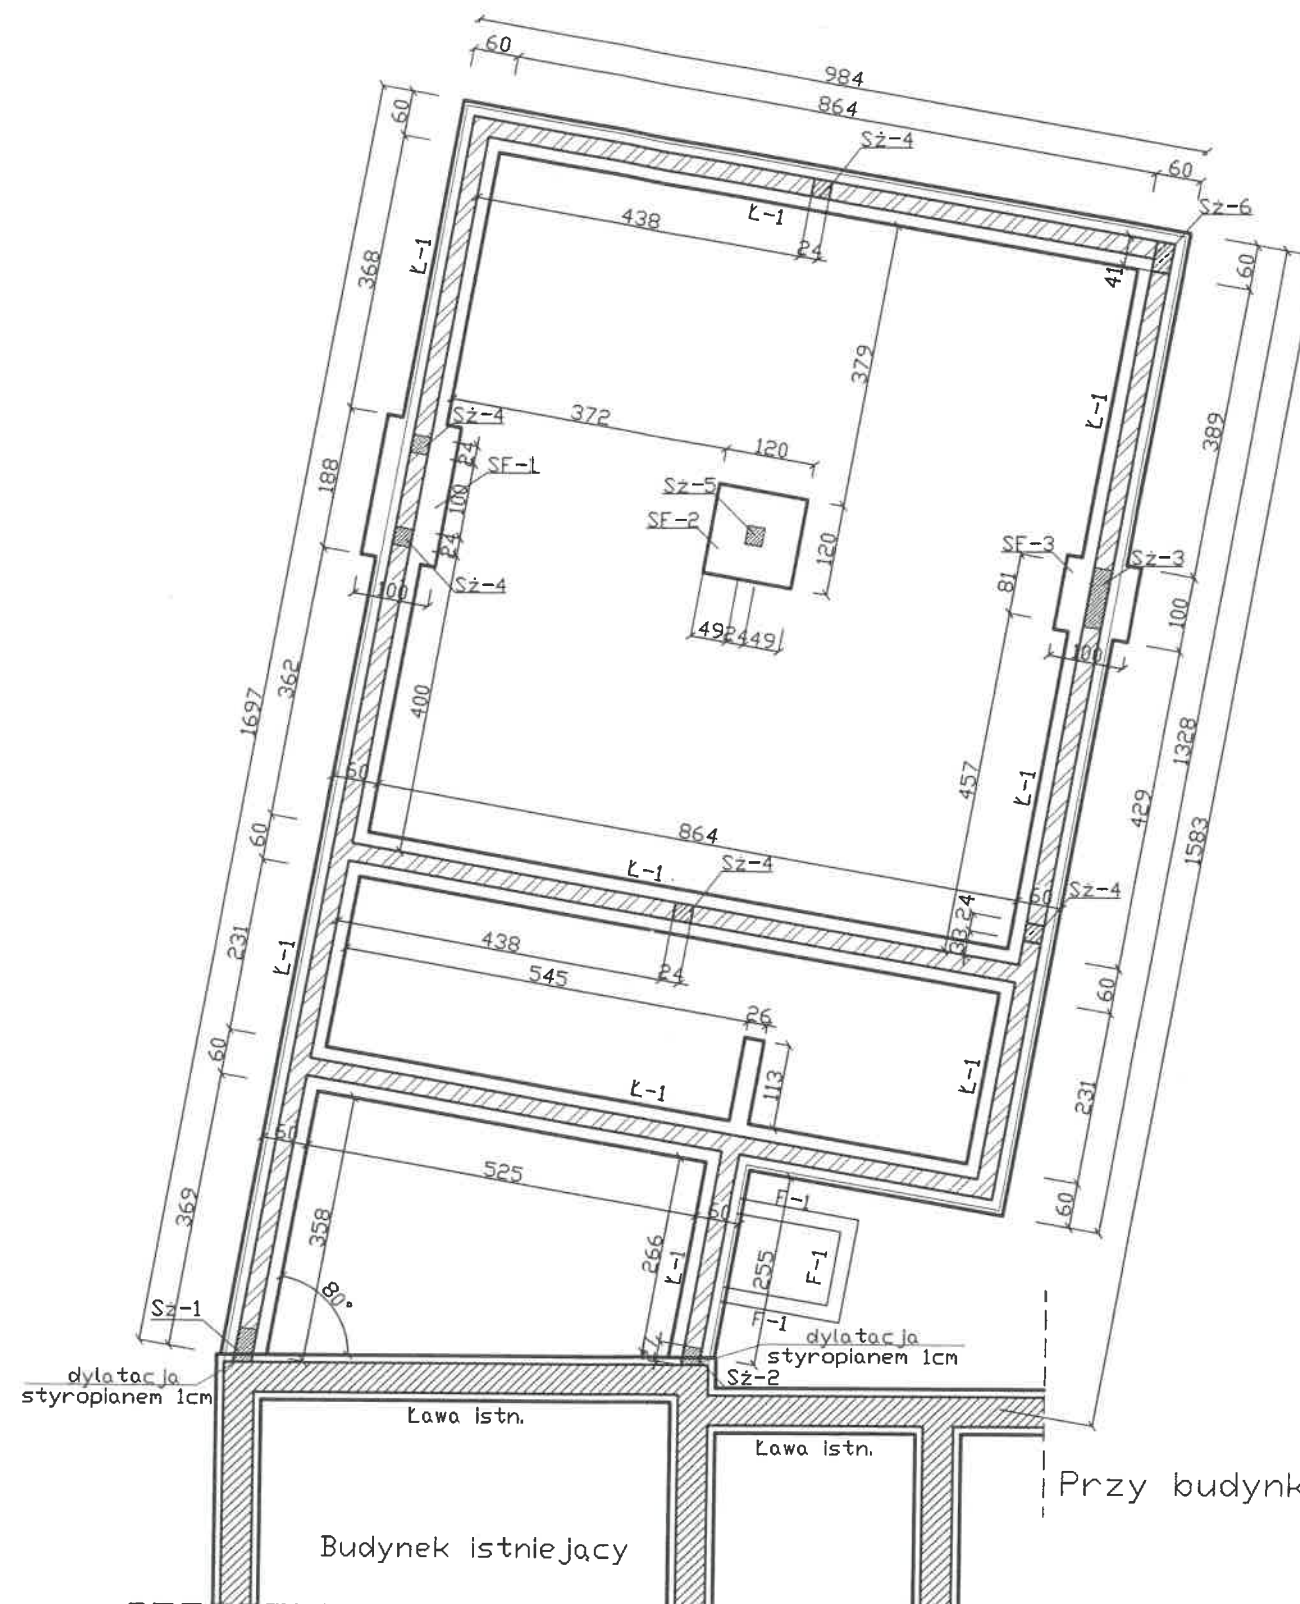 984
60
864
60
60
Sż-4
Sż-6
438
24
Ł-1
41
60
Ł-1
368
379
Ł-1
389
372
120
Sż-4
24
SF-1
100
188
24
Sż-4
100
Sż-5
SF-2
120
49
24
49
SF-3
Sż-3
81
100
100
1697
362
400
457
Ł-1
429
1328
1583
60
60
864
Ł-1
Sż-4
60
Sż-4
24
33
438
24
545
26
231
Ł-1
60
60
113
Ł-1
Ł-1
231
60
60
525
60
369
358
266
Ł-1
255
F-1
F-1
F-1
80°
Sż-1
dylatacja
styropianem 1cm
dylatacja
styropianem 1cm
Sż-2
Ława istn.
Ława istn.
Przy budynk
Budynek istniejący